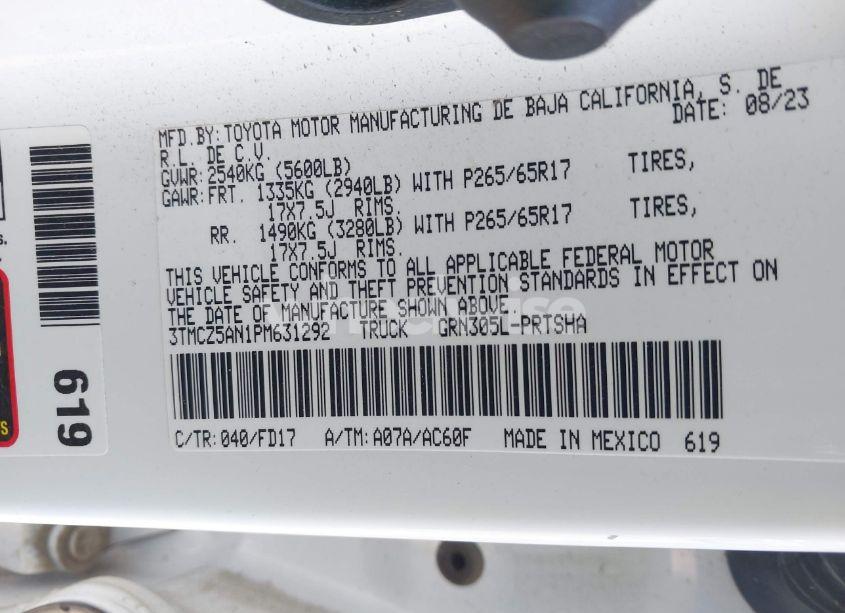 MFD.BY:TOYOTA MOTOR MANUFACTURING DE BAJA CALIFORNIA, S. DE
R.L. DE C.V. DATE: 08/23
GVWR:2540KG (5600LB)
GAWR:FRT. 1335KG (2940LB) WITH P265/65R17 TIRES,
17X7.5J RIMS.
RR. 1490KG (3280LB) WITH P265/65R17 TIRES,
17X7.5J RIMS.
THIS VEHICLE CONFORMS TO ALL APPLICABLE FEDERAL MOTOR
VEHICLE SAFETY AND THEFT PREVENTION STANDARDS IN EFFECT ON
THE DATE OF MANUFACTURE SHOWN ABOVE.
3TMCZ5AN1PM631292 TRUCK GRN305L-PRTSHA
C/TR:040/FD17 A/TM:A07A/AC60F MADE IN MEXICO 619
619